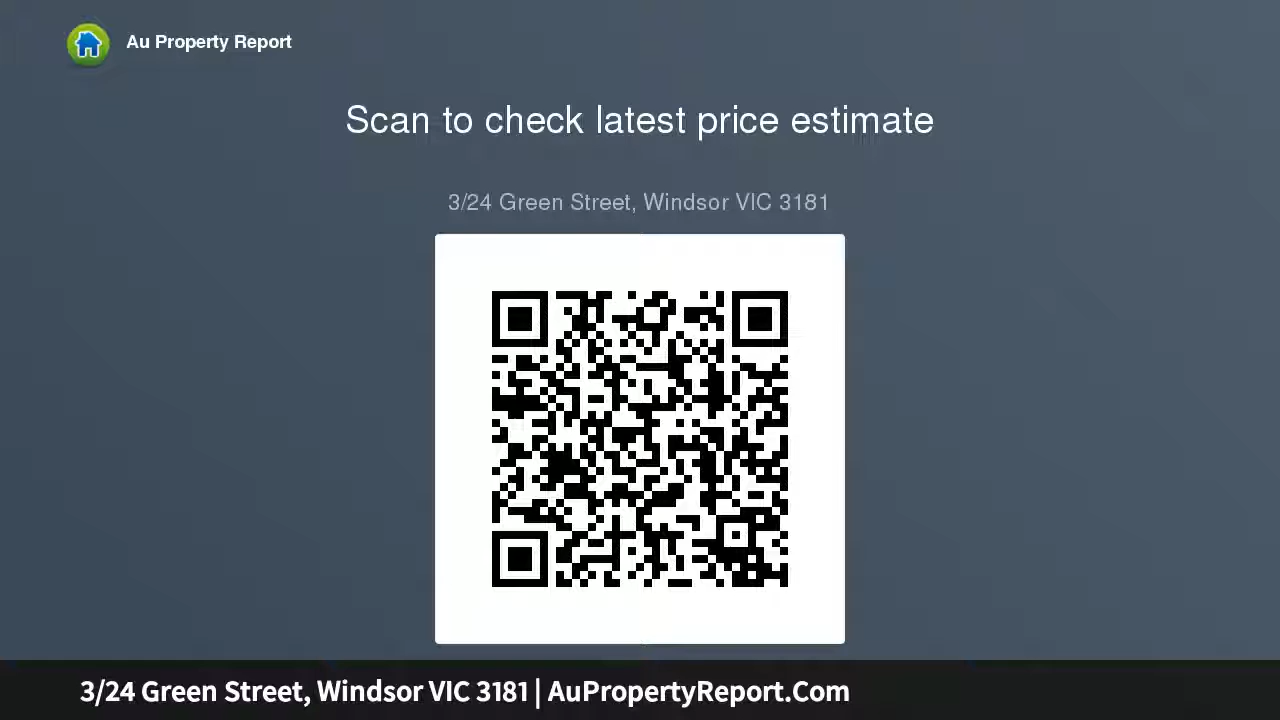 Au Property Report
Scan to check latest price estimate
3/24 Green Street, Windsor VIC 3181
3/24 Green Street, Windsor VIC 3181 | AuPropertyReport.Com